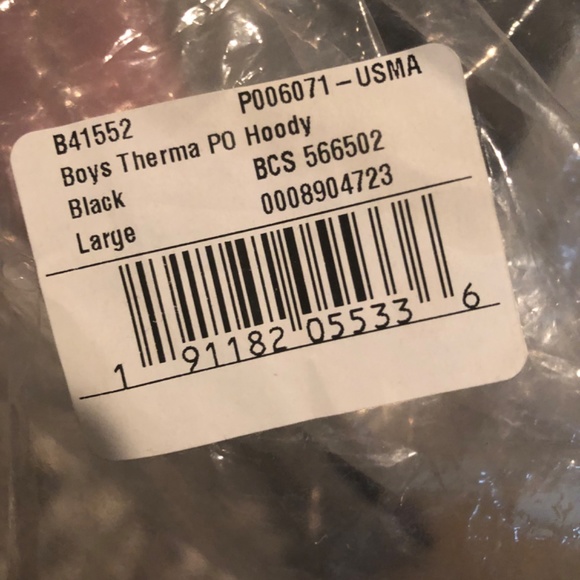 B41552 P006071-USMA
Boys Therma PO Hoody
Black BCS 566502
Large 0008904723
1 91182 05533 6